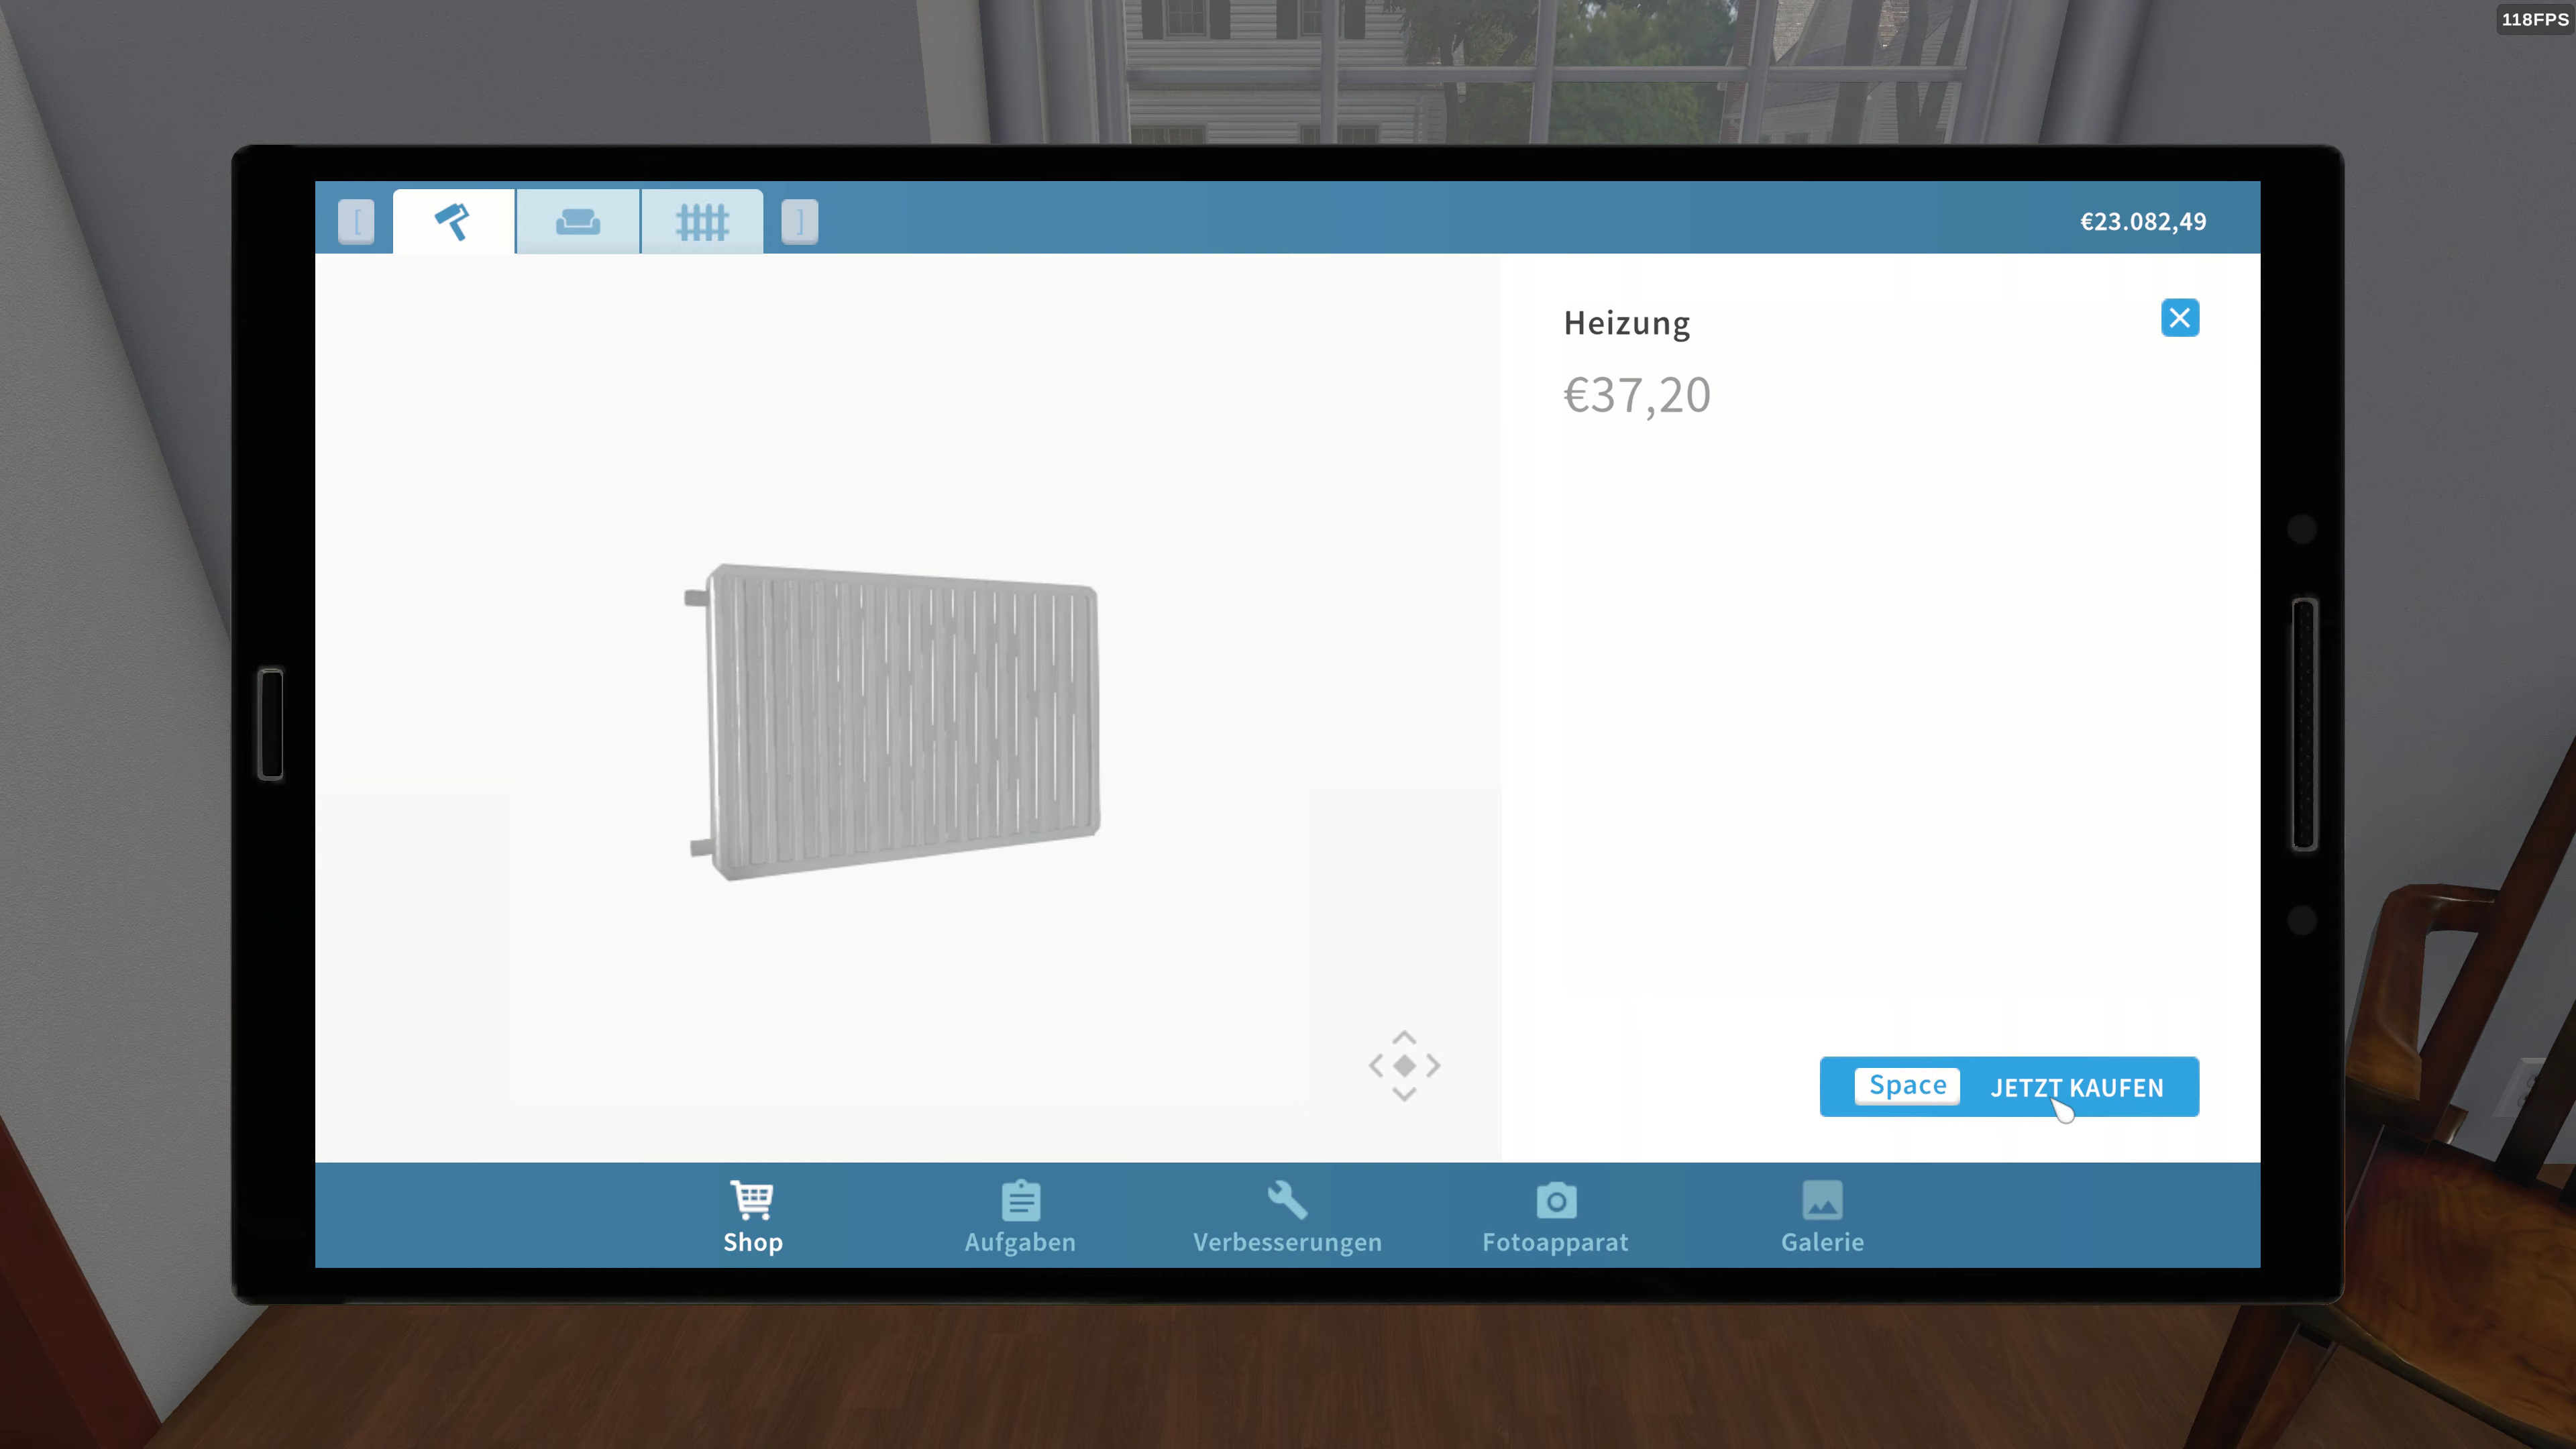 118FPS
[
]
€23.082,49
Heizung
€37,20
Space JETZT KAUFEN
Shop
Aufgaben
Verbesserungen
Fotoapparat
Galerie